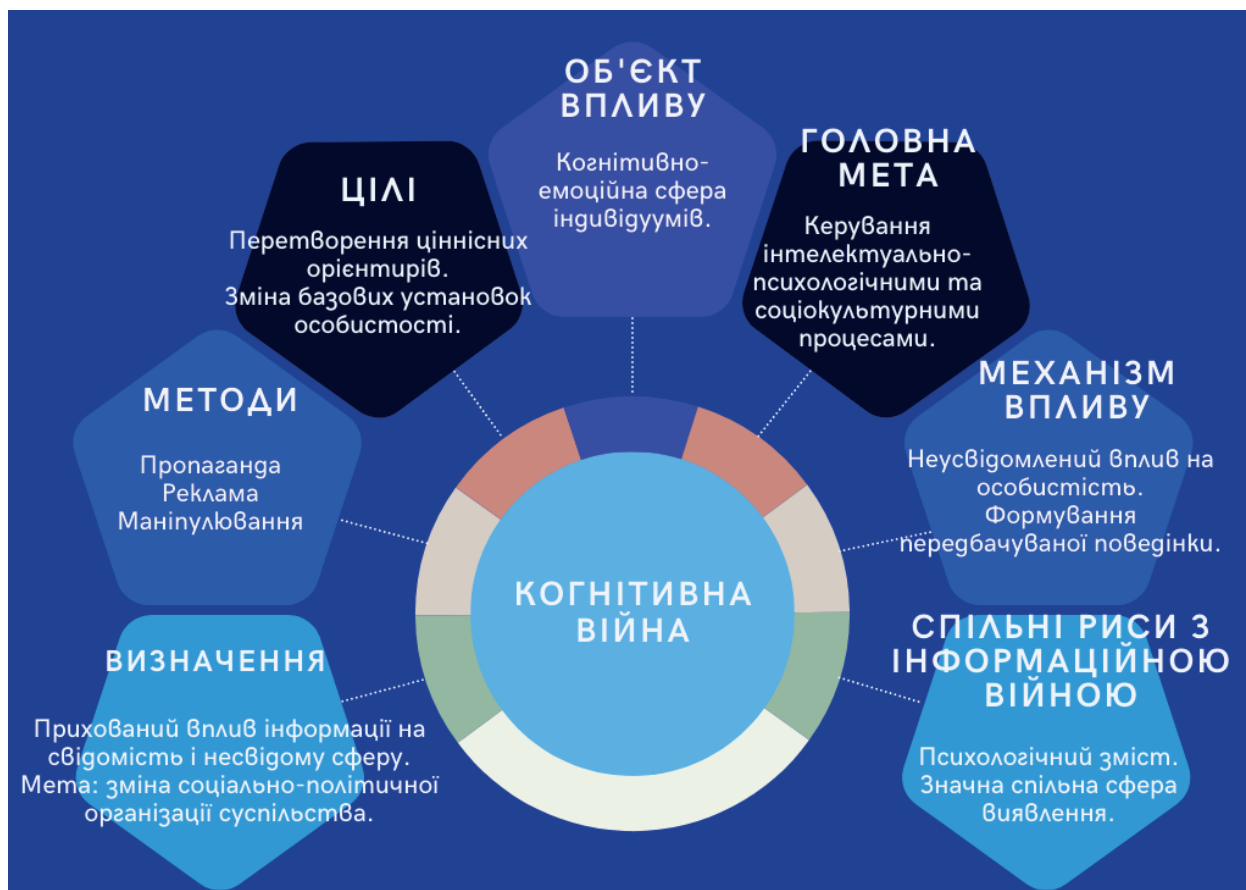 ОБ'ЄКТ
ВПЛИВУ
Когнітивно-
емоційна сфера
індивідуумів.
ГОЛОВНА
МЕТА
Керування
інтелектуально-
психологічними та
соціокультурними
процесами.
ЦІЛІ
Перетворення ціннісних
орієнтирів.
Зміна базових установок
особистості.
МЕХАНІЗМ
ВПЛИВУ
Неусвідомлений вплив на
особистість.
Формування
передбачуваної поведінки.
МЕТОДИ
Пропаганда
Реклама
Маніпулювання
КОГНІТИВНА
ВІЙНА
СПІЛЬНІ РИСИ З
ІНФОРМАЦІЙНОЮ
ВІЙНОЮ
Психологічний зміст.
Значна спільна сфера
виявлення.
ВИЗНАЧЕННЯ
Прихований вплив інформації на
свідомість і несвідому сферу.
Мета: зміна соціально-політичної
організації суспільства.